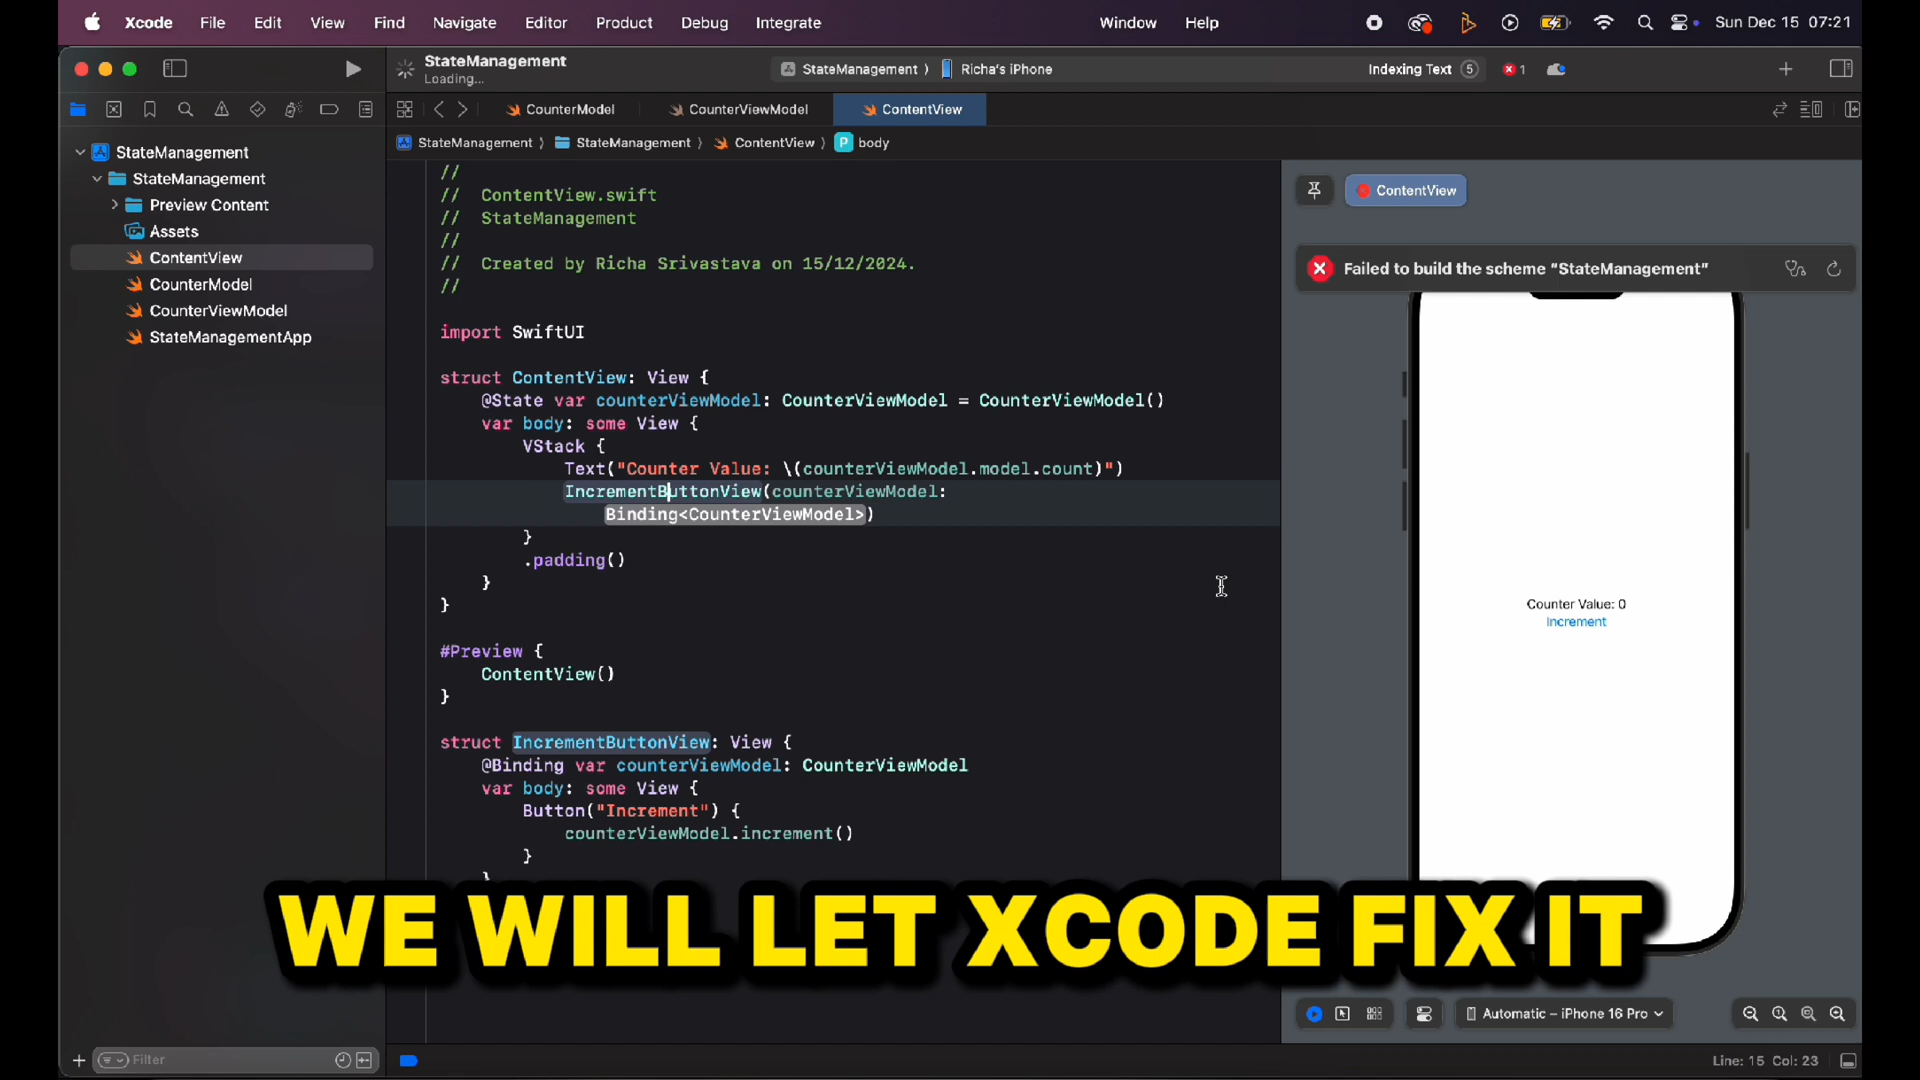 Xcode File Edit View Find Navigate Editor Product Debug Integrate Window Help Sun Dec 15 07:21
StateManagement
Loading...
StateManagement 〉 Richa's iPhone
Indexing Text 5 1
CounterModel CounterViewModel ContentView
StateManagement 〉 StateManagement 〉 ContentView 〉 P body
StateManagement
StateManagement
Preview Content
Assets
ContentView
CounterModel
CounterViewModel
StateManagementApp
//
// ContentView.swift
// StateManagement
//
// Created by Richa Srivastava on 15/12/2024.
//
import SwiftUI
struct ContentView: View {
@State var counterViewModel: CounterViewModel = CounterViewModel()
var body: some View {
VStack {
Text("Counter Value: \(counterViewModel.model.count)")
IncrementButtonView(counterViewModel:
Binding<CounterViewModel>)
}
.padding()
}
}
#Preview {
ContentView()
}
struct IncrementButtonView: View {
@Binding var counterViewModel: CounterViewModel
var body: some View {
Button("Increment") {
counterViewModel.increment()
}
}
ContentView
Failed to build the scheme “StateManagement”
Counter Value: 0
Increment
WE WILL LET XCODE FIX IT
Automatic – iPhone 16 Pro
Filter
Line: 15 Col: 23